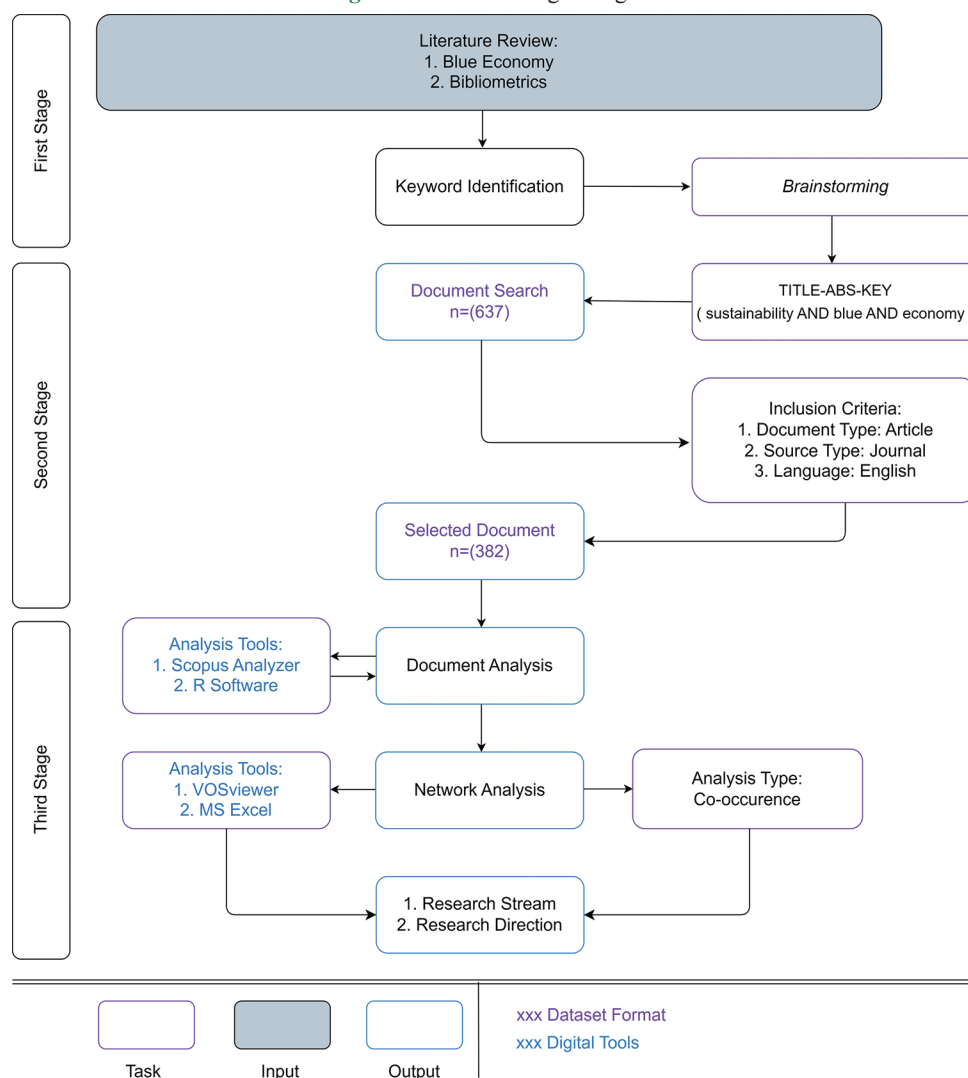 First Stage
Literature Review:
1. Blue Economy
2. Bibliometrics
Keyword Identification
Brainstorming
Second Stage
Document Search
n=(637)
TITLE-ABS-KEY
( sustainability AND blue AND economy
Inclusion Criteria:
1. Document Type: Article
2. Source Type: Journal
3. Language: English
Selected Document
n=(382)
Third Stage
Analysis Tools:
1. Scopus Analyzer
2. R Software
Document Analysis
Analysis Tools:
1. VOSviewer
2. MS Excel
Network Analysis
Analysis Type:
Co-occurence
1. Research Stream
2. Research Direction
Task
Input
Output
xxx Dataset Format
xxx Digital Tools